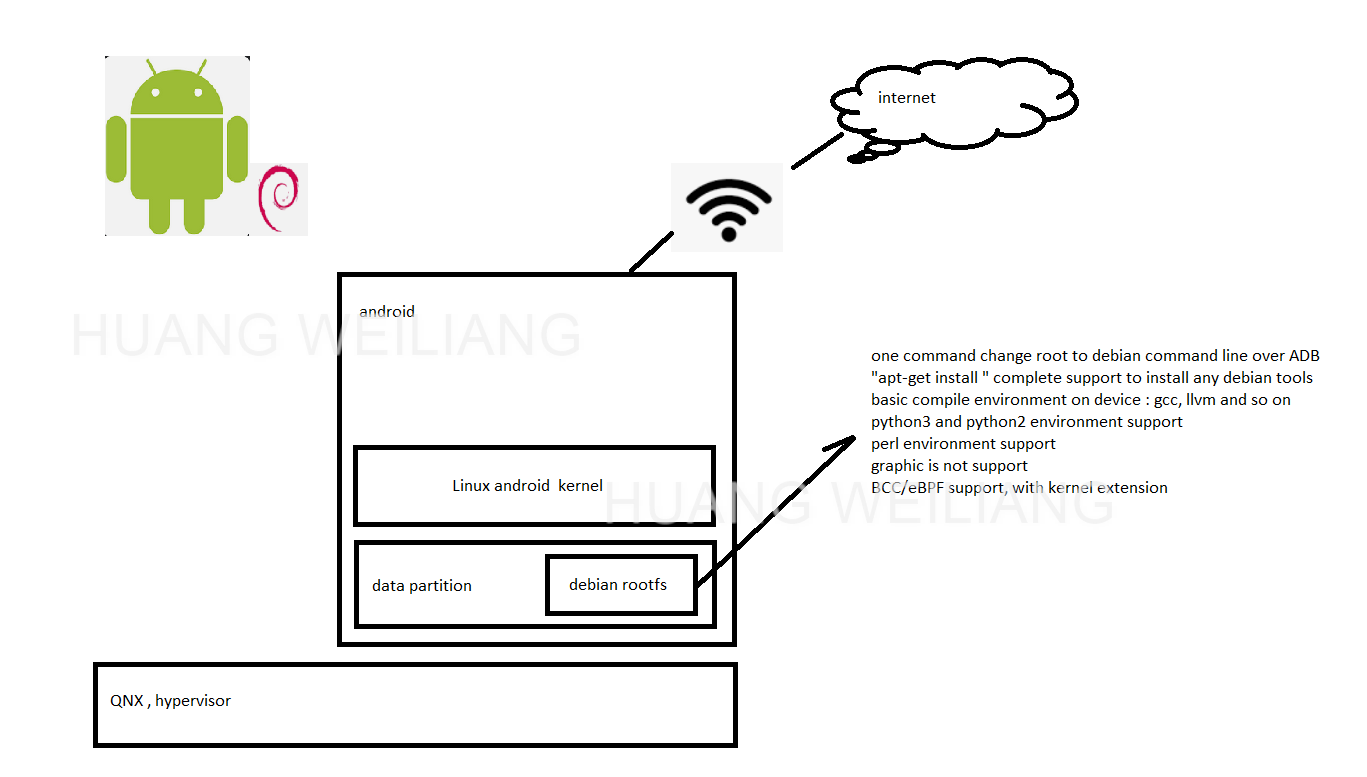 internet
android
HUANG WEILIANG
one command change root to debian command line over ADB
"apt-get install " complete support to install any debian tools
basic compile environment on device : gcc, llvm and so on
python3 and python2 environment support
perl environment support
graphic is not support
BCC/eBPF support, with kernel extension
Linux android  kernel
HUANG WEILIANG
data partition
debian rootfs
QNX , hypervisor